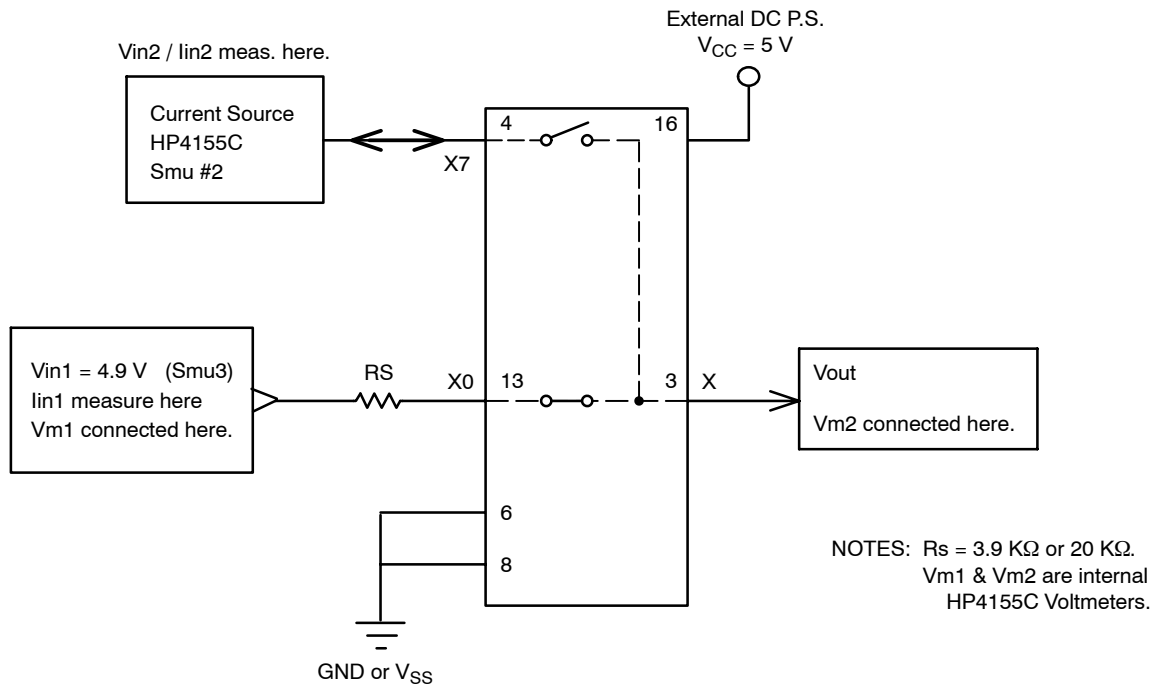 External DC P.S.
VCC = 5 V
Vin2 / Iin2 meas. here.
Current Source
HP4155C
Smu #2
4
16
X7
Vin1 = 4.9 V (Smu3)
Iin1 measure here
Vm1 connected here.
RS
X0
13
3
X
Vout
Vm2 connected here.
6
8
NOTES: Rs = 3.9 KΩ or 20 KΩ.
Vm1 & Vm2 are internal
HP4155C Voltmeters.
GND or VSS